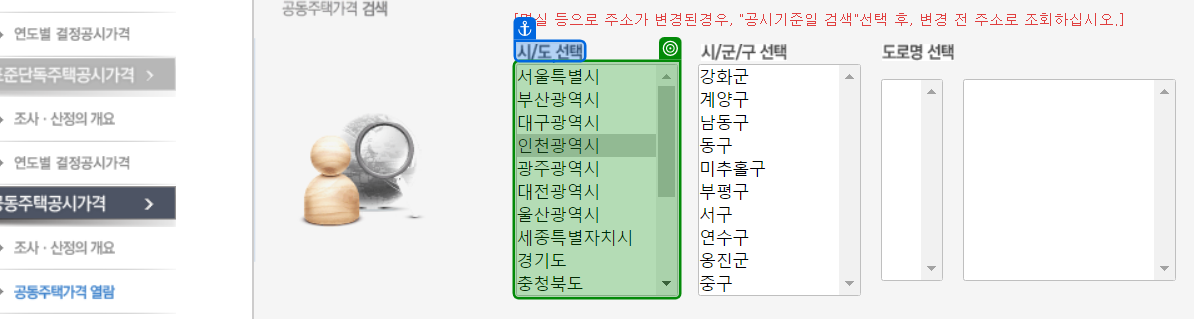 연도별 결정공시가격
표준단독주택공시가격
조사·산정의 개요
연도별 결정공시가격
공동주택공시가격
조사·산정의 개요
공동주택가격 열람
공동주택가격 검색
등으로 주소가 변경된경우, "공시기준일 검색"선택 후, 변경 전 주소로 조회하십시오.]
시/도 선택
서울특별시
부산광역시
대구광역시
인천광역시
광주광역시
대전광역시
울산광역시
세종특별자치시
경기도
충청북도
시/군/구 선택
강화군
계양구
남동구
동구
미추홀구
부평구
서구
연수구
옹진군
중구
도로명 선택